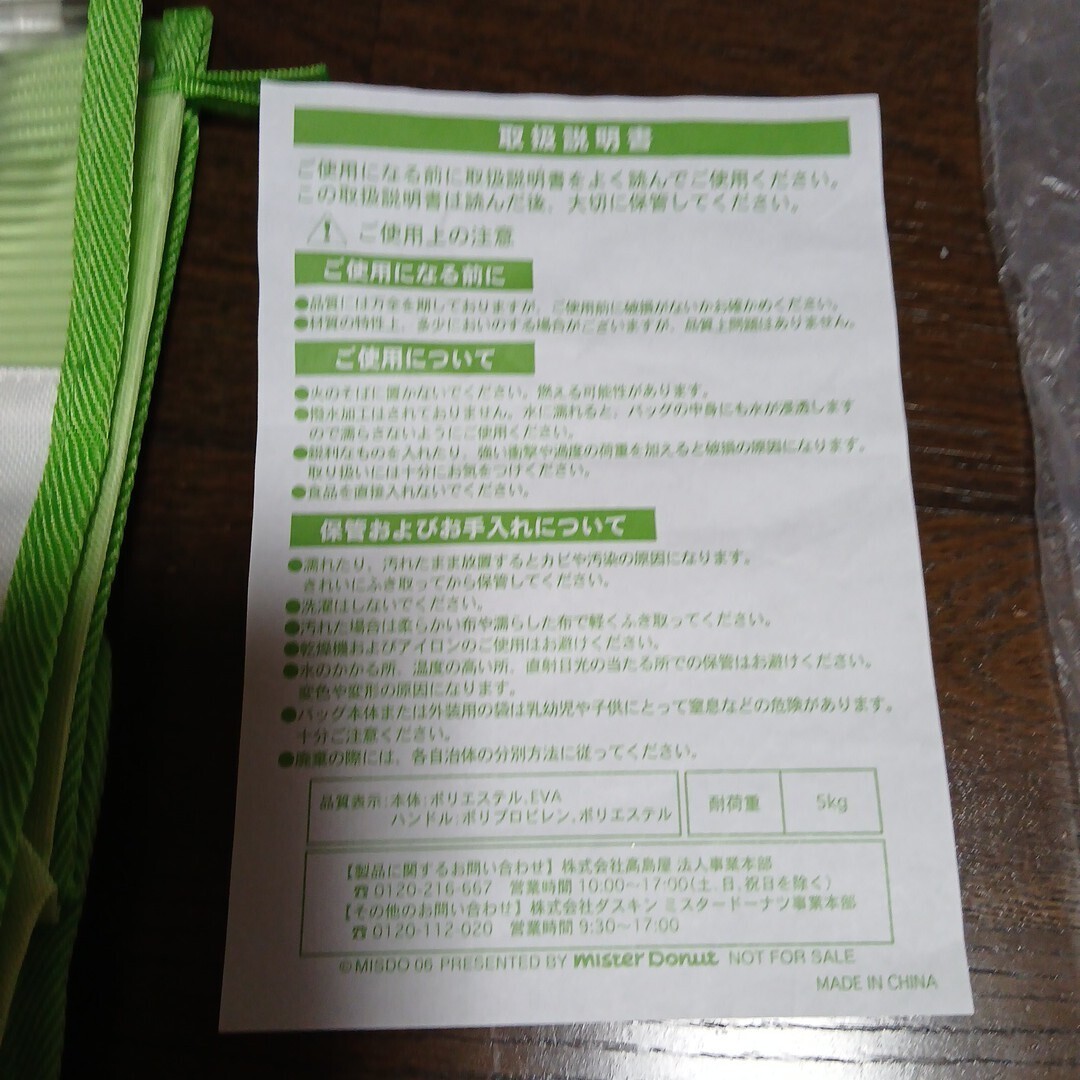 取扱説明書
ご使用になる前に取扱説明書をよく読んでご使用ください。
この取扱説明書は読んだ後、大切に保管してください。
ご使用上の注意
ご使用になる前に
●品質には万全を期しておりますが、ご使用前に破損がないかお確かめください。
●材質の特性上、多少においのする場合がございますが、品質上問題はありません。
ご使用について
●火のそばに置かないでください。燃える可能性があります。
●撥水加工はされておりません。水に濡れると、バッグの中身にも水が浸透します
ので濡らさないようにご使用ください。
●鋭利なものを入れたり、強い衝撃や過度の荷重を加えると破損の原因になります。
取り扱いには十分にお気をつけください。
●食品を直接入れないでください。
保管およびお手入れについて
●濡れたり、汚れたまま放置するとカビや汚染の原因になります。
きれいにふき取ってから保管してください。
●洗濯はしないでください。
●汚れた場合は柔らかい布や濡らした布で軽くふき取ってください。
●乾燥機およびアイロンのご使用はお避けください。
●水のかかる所、温度の高い所、直射日光の当たる所での保管はお避けください。
変色や変形の原因になります。
●バッグ本体または外装用の袋は乳幼児や子供にとって窒息などの危険があります。
十分ご注意ください。
●廃棄の際には、各自治体の分別方法に従ってください。
品質表示:本体:ポリエステル、EVA
ハンドル:ポリプロピレン、ポリエステル
耐荷重 5kg
【製品に関するお問い合わせ】株式会社髙島屋 法人事業本部
☎0120-216-667 営業時間 10:00～17:00(土、日、祝日を除く)
【その他のお問い合わせ】株式会社ダスキン ミスタードーナツ事業本部
☎0120-112-020 営業時間 9:30～17:00
©MISDO 06 PRESENTED BY mister Donut NOT FOR SALE
MADE IN CHINA